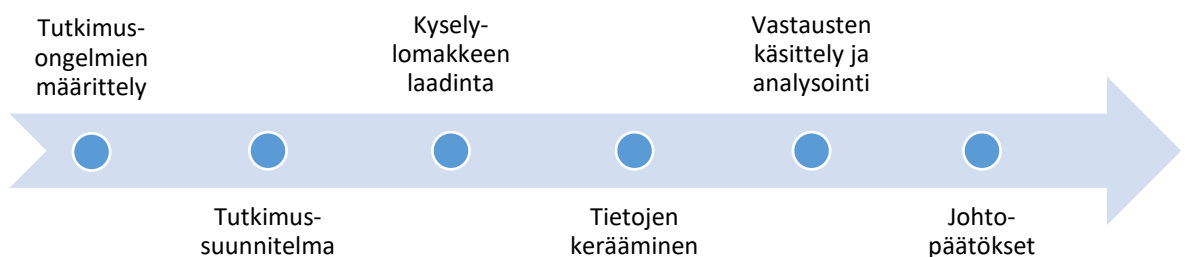 Tutkimus-
ongelmien
määrittely
Tutkimus-
suunnitelma
Kysely-
lomakkeen
laadinta
Tietojen
kerääminen
Vastausten
käsittely ja
analysointi
Johto-
päätökset